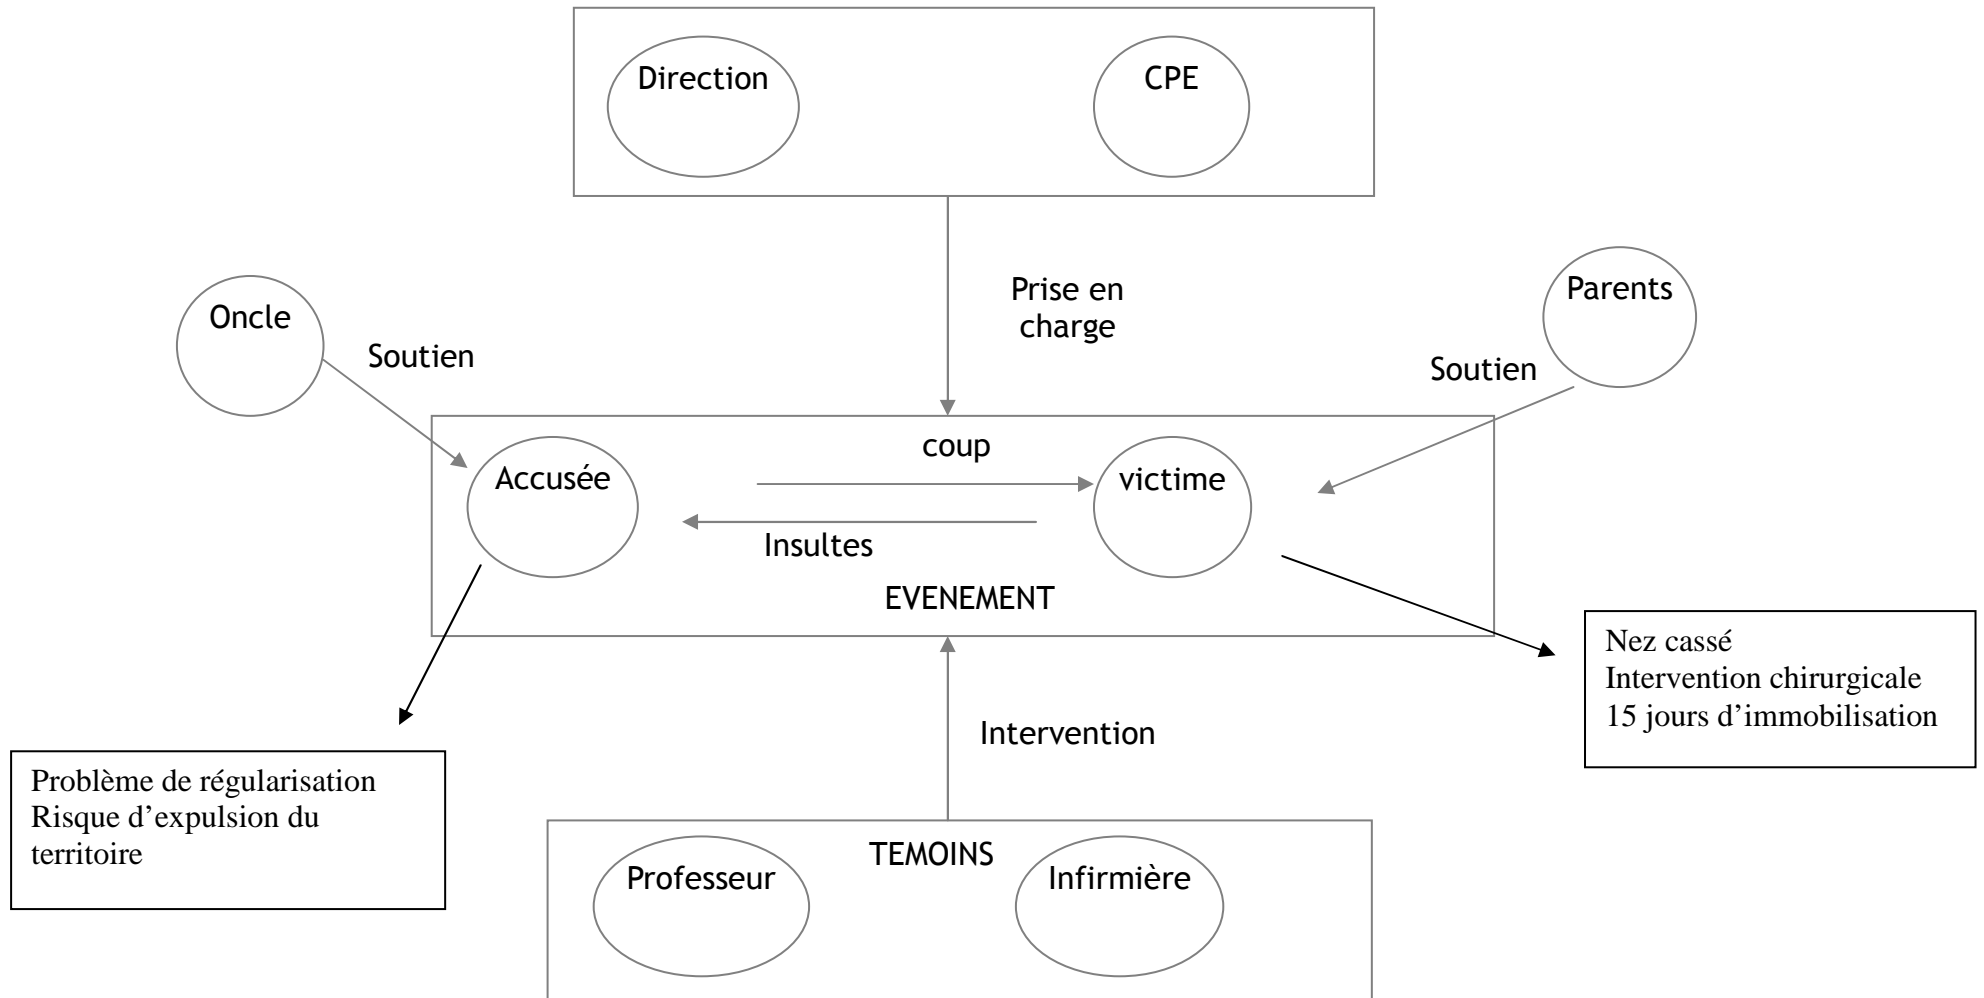 Direction
CPE
Prise en
charge
Oncle
Soutien
Parents
Soutien
coup
Accusée
victime
Insultes
EVENEMENT
Nez cassé
Intervention chirurgicale
15 jours d’immobilisation
Intervention
Problème de régularisation
Risque d’expulsion du
territoire
TEMOINS
Professeur
Infirmière